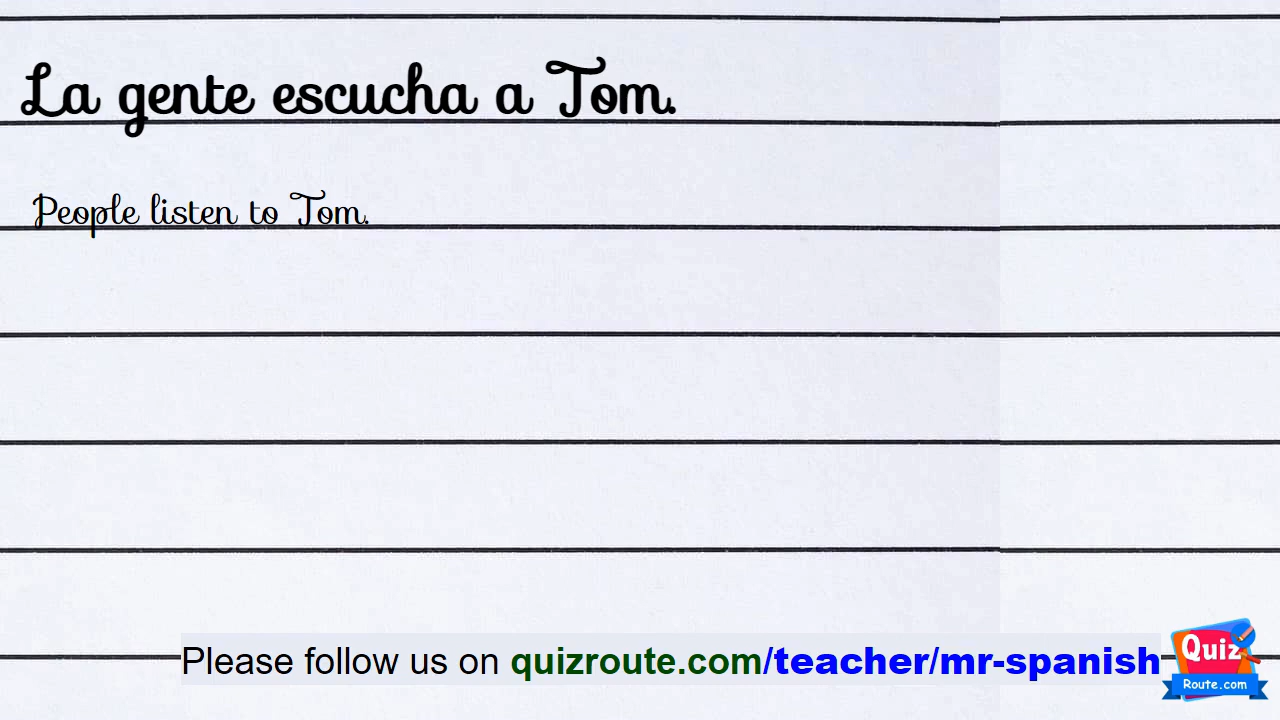 La gente escucha a Tom.
People listen to Tom.
Please follow us on quizroute.com/teacher/mr-spanish
Quiz
Route.com